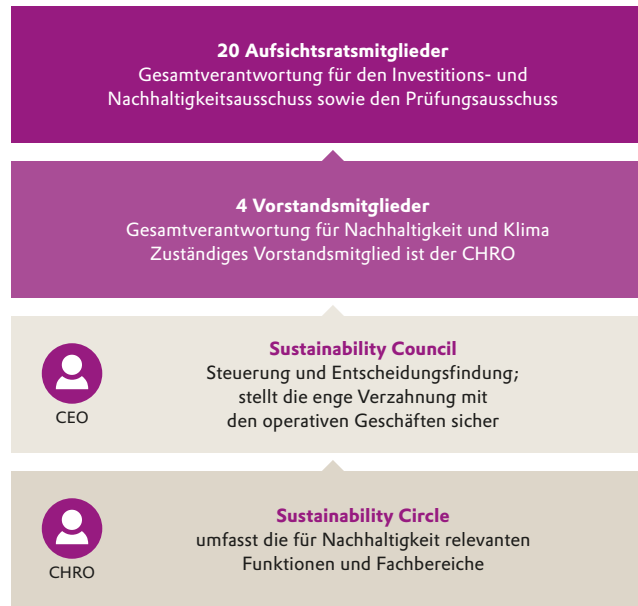 20 Aufsichtsratsmitglieder
Gesamtverantwortung für den Investitions- und
Nachhaltigkeitsausschuss sowie den Prüfungsausschuss
4 Vorstandsmitglieder
Gesamtverantwortung für Nachhaltigkeit und Klima
Zuständiges Vorstandsmitglied ist der CHRO
CEO
Sustainability Council
Steuerung und Entscheidungsfindung;
stellt die enge Verzahnung mit
den operativen Geschäften sicher
CHRO
Sustainability Circle
umfasst die für Nachhaltigkeit relevanten
Funktionen und Fachbereiche